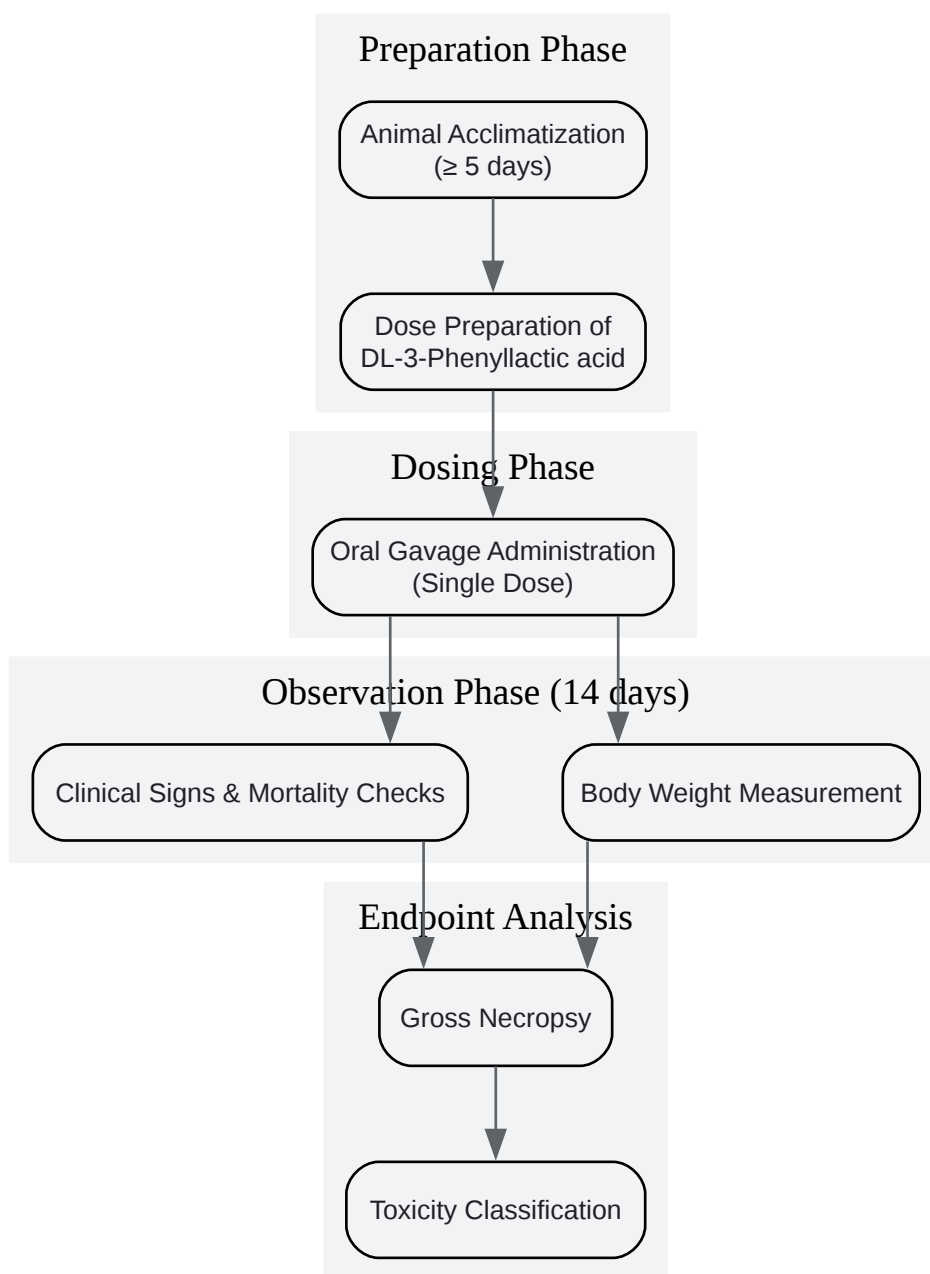 Preparation Phase
Animal Acclimatization
(≥ 5 days)
Dose Preparation of
DL-3-Phenyllactic acid
Dosing Phase
Oral Gavage Administration
(Single Dose)
Observation Phase (14 days)
Clinical Signs & Mortality Checks
Body Weight Measurement
Endpoint Analysis
Gross Necropsy
Toxicity Classification